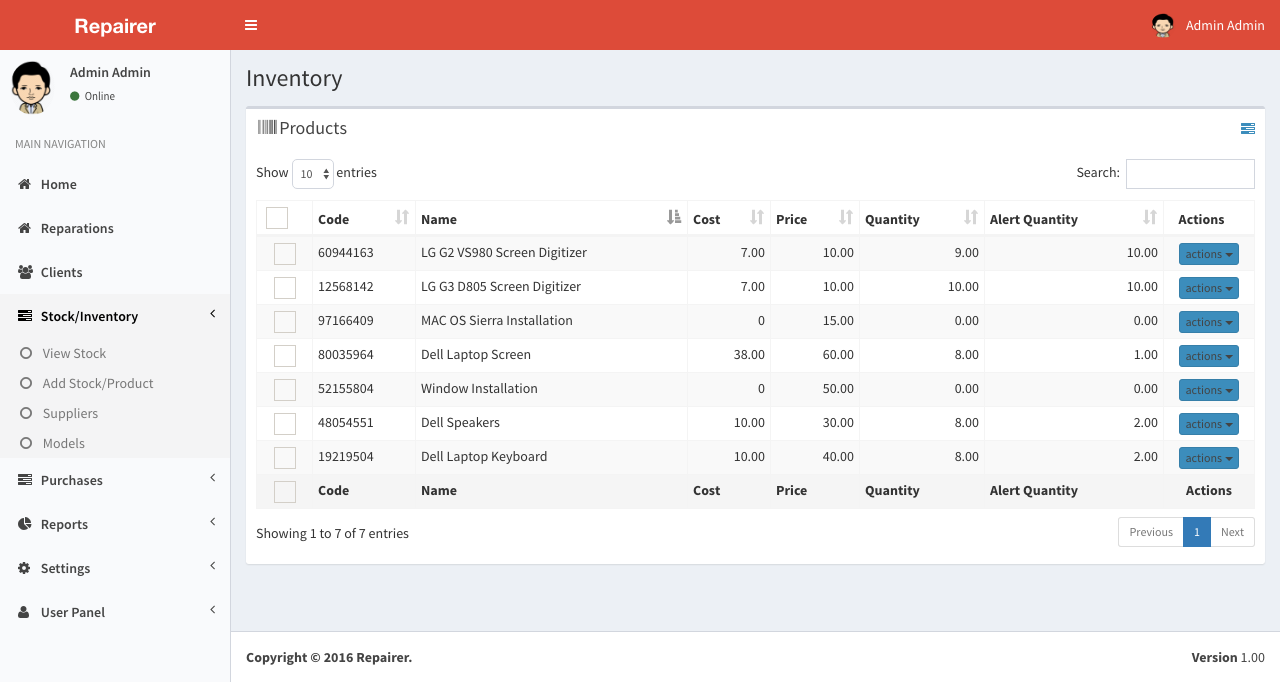 Repairer
Admin Admin
Admin Admin
Online
MAIN NAVIGATION
Home
Reparations
Clients
Stock/Inventory
View Stock
Add Stock/Product
Suppliers
Models
Purchases
Reports
Settings
User Panel
Inventory
Products
Show 10 entries Search:
Code Name Cost Price Quantity Alert Quantity Actions
60944163 LG G2 VS980 Screen Digitizer 7.00 10.00 9.00 10.00 actions
12568142 LG G3 D805 Screen Digitizer 7.00 10.00 10.00 10.00 actions
97166409 MAC OS Sierra Installation 0 15.00 0.00 0.00 actions
80035964 Dell Laptop Screen 38.00 60.00 8.00 1.00 actions
52155804 Window Installation 0 50.00 0.00 0.00 actions
48054551 Dell Speakers 10.00 30.00 8.00 2.00 actions
19219504 Dell Laptop Keyboard 10.00 40.00 8.00 2.00 actions
Code Name Cost Price Quantity Alert Quantity Actions
Showing 1 to 7 of 7 entries Previous 1 Next
Copyright © 2016 Repairer. Version 1.00